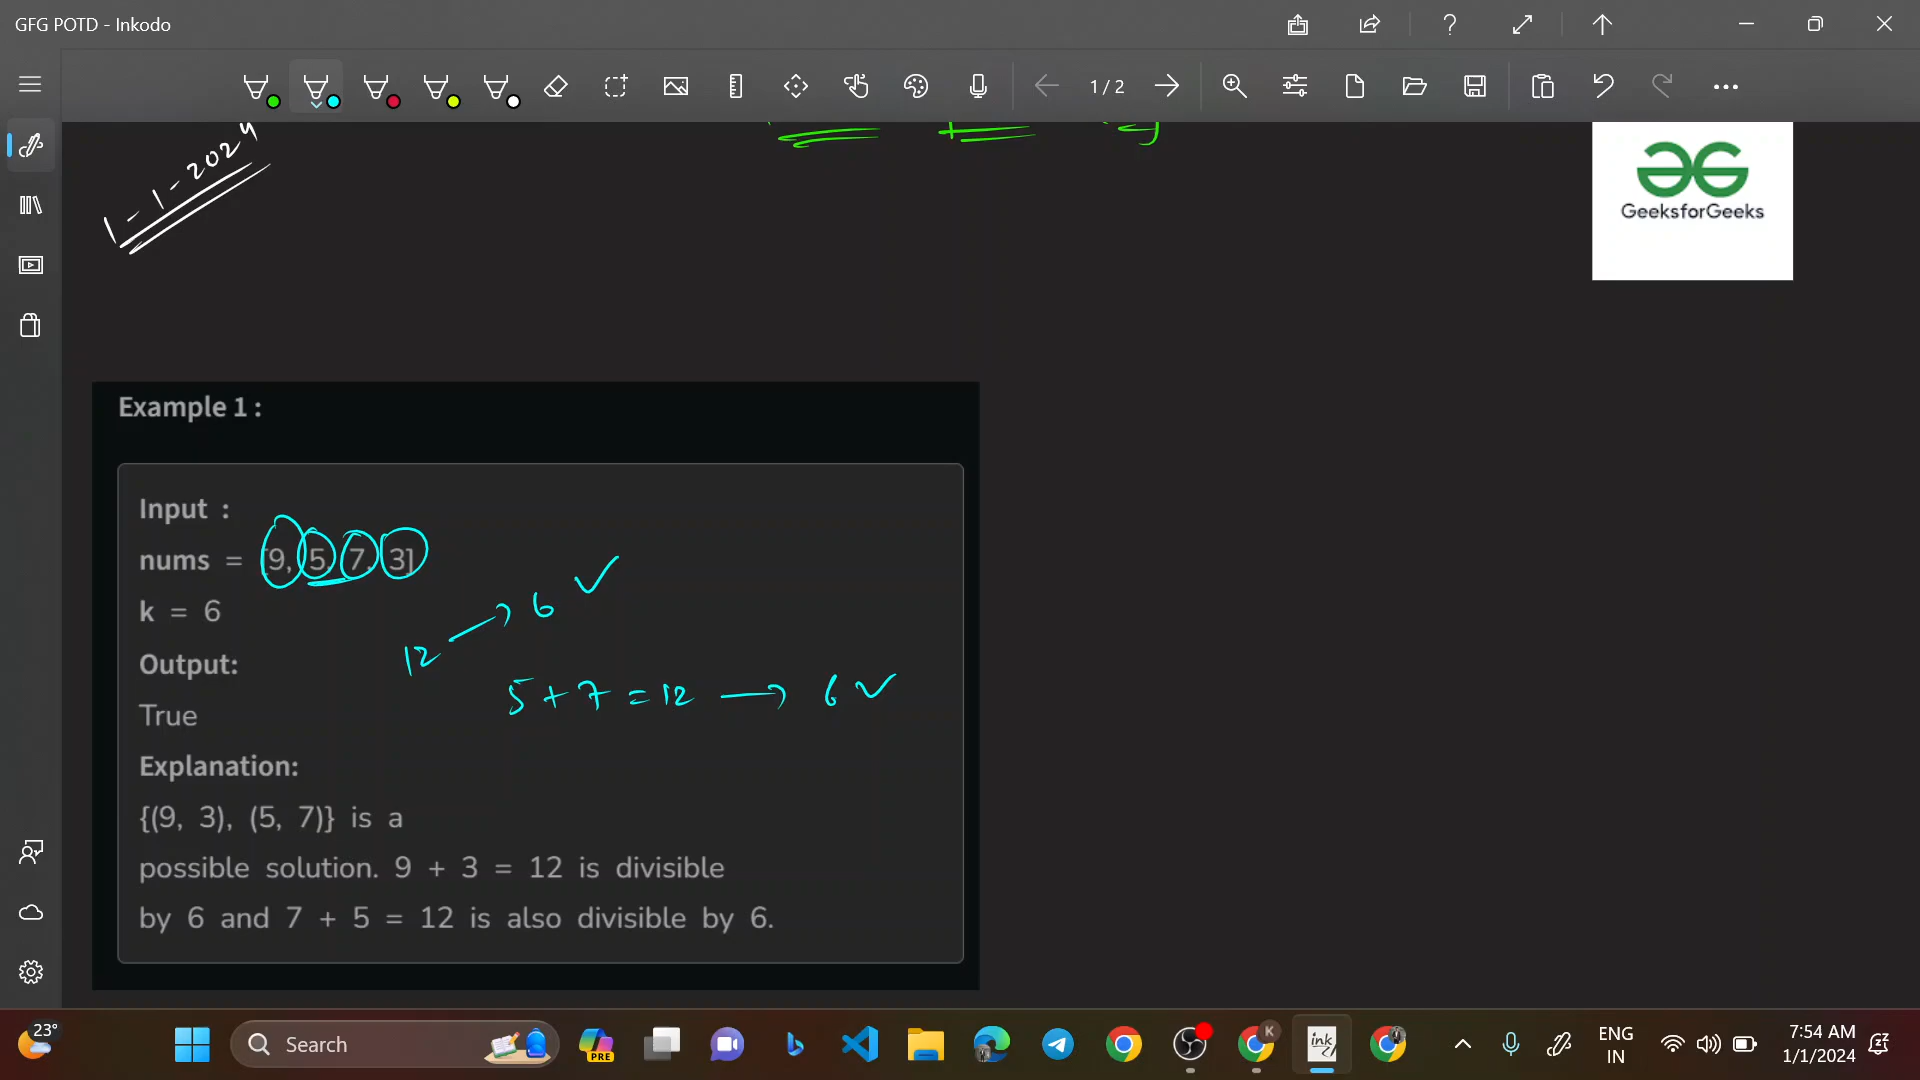 GFG POTD - Inkodo
1 / 2
1-1-2024
GeeksforGeeks
Example 1 :
Input :
nums = [9, 5, 7, 3]
k = 6
12 → 6 ✓
Output:
5 + 7 = 12 → 6 ✓
True
Explanation:
{(9, 3), (5, 7)} is a
possible solution. 9 + 3 = 12 is divisible
by 6 and 7 + 5 = 12 is also divisible by 6.
23°
Search
PRE
K
ink
ENG
IN
7:54 AM
1/1/2024